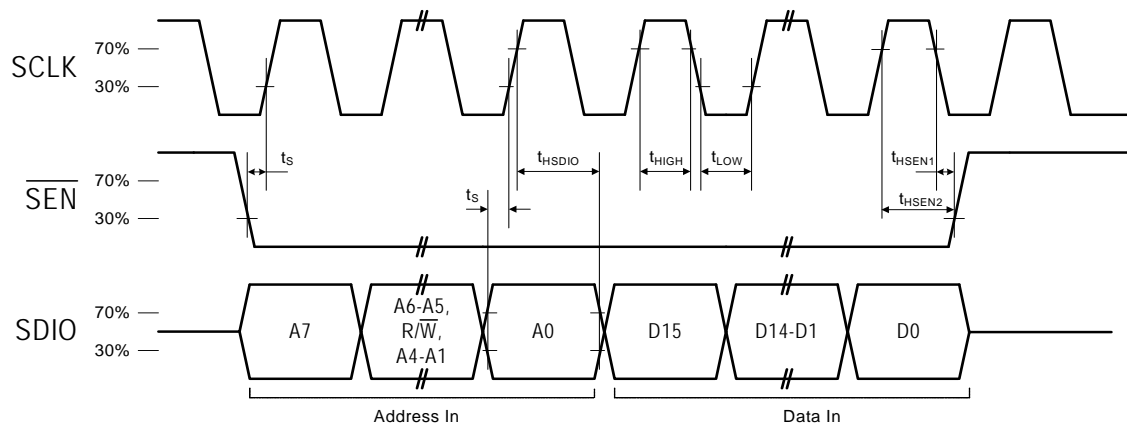 SCLK
70%
30%
tS
tHSDIO
tHIGH
tLOW
tHSEN1
tHSEN2
SEN
70%
30%
tS
SDIO
70%
30%
A7
A6-A5,
R/W,
A4-A1
A0
D15
D14-D1
D0
Address In
Data In